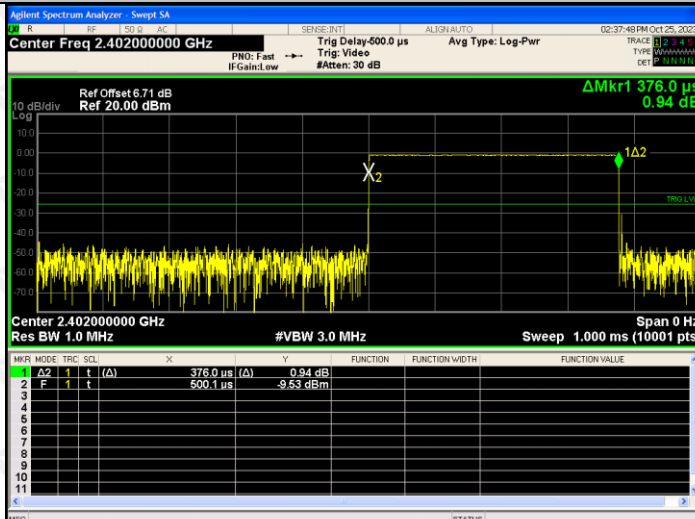 Agilent Spectrum Analyzer - Swept SA
R RF 50 Ω AC SENSE:INT ALIGN AUTO 02:37:48 PM Oct 25, 2023
Center Freq 2.402000000 GHz
PNO: Fast
IFGain:Low
Trig Delay-500.0 µs
Trig: Video
#Atten: 30 dB
Avg Type: Log-Pwr
TRACE 1 2 3 4 5
TYPE
DET P N N N N
ΔMkr1 376.0 µs
0.94 dB
Ref Offset 6.71 dB
10 dB/div Ref 20.00 dBm
Log
10.0
0.00
1Δ2
-10.0
X2
-20.0
TRIG LVL
-30.0
-40.0
-50.0
-60.0
-70.0
Center 2.402000000 GHz Span 0 Hz
Res BW 1.0 MHz #VBW 3.0 MHz Sweep 1.000 ms (10001 pts
MKR MODE TRC SCL X Y FUNCTION FUNCTION WIDTH FUNCTION VALUE
1 Δ2 1 t (Δ) 376.0 µs (Δ) 0.94 dB
2 F 1 t 500.1 µs -9.53 dBm
3
4
5
6
7
8
9
10
11
MSG STATUS